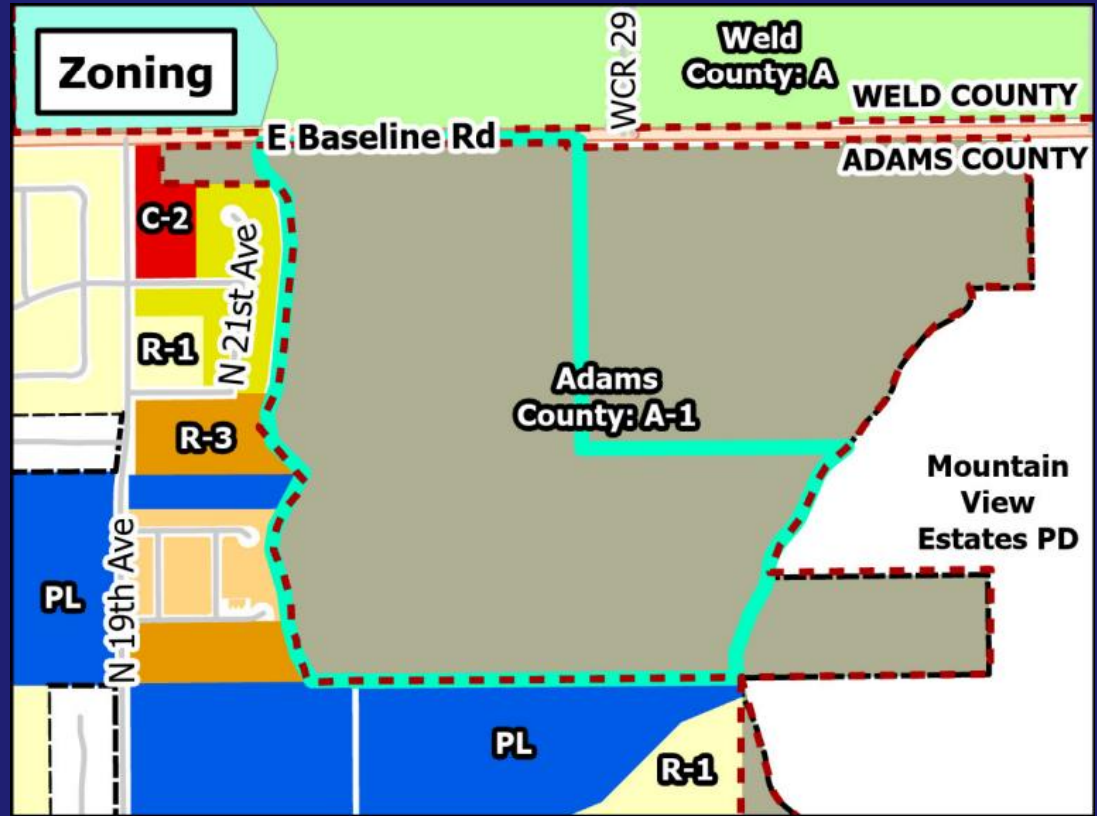 Zoning
WCR 29
Weld
County: A
WELD COUNTY
E Baseline Rd
ADAMS COUNTY
C-2
N 21st Ave
R-1
Adams
County: A-1
R-3
Mountain
View
Estates PD
PL
N 19th Ave
PL
R-1